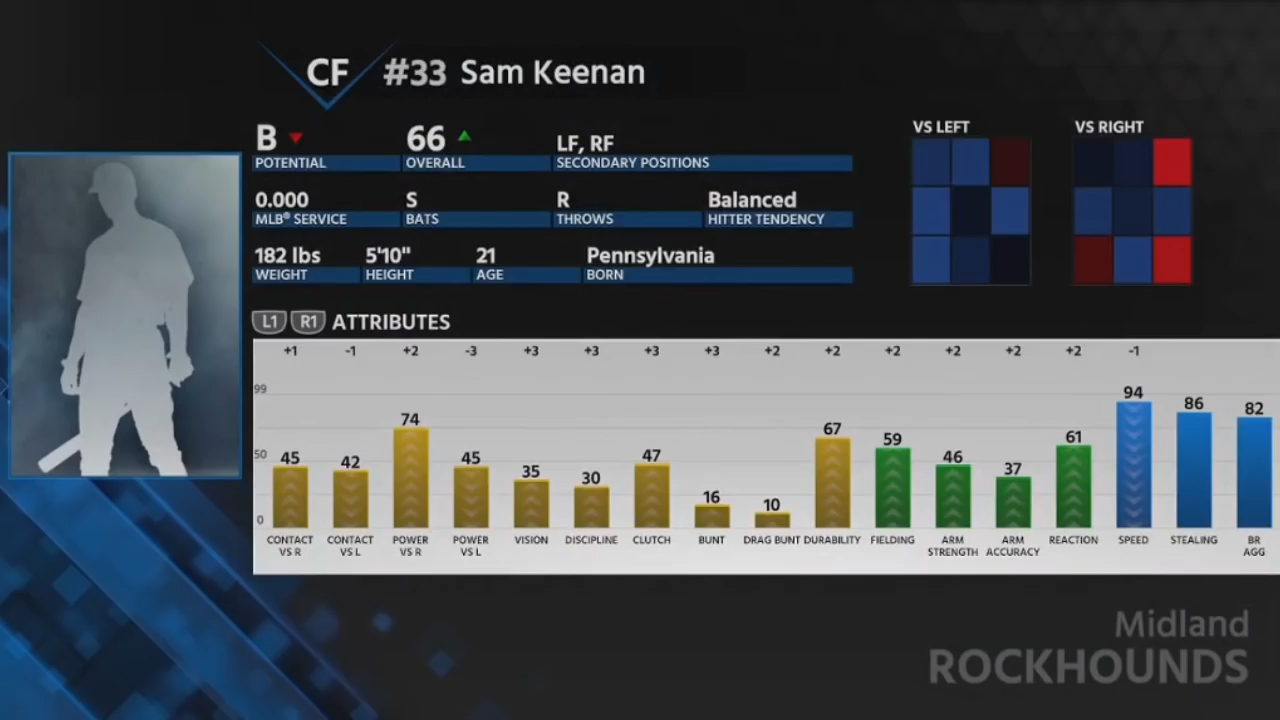 CF #33 Sam Keenan
B 66 LF, RF
POTENTIAL OVERALL SECONDARY POSITIONS
0.000 S R Balanced
MLB® SERVICE BATS THROWS HITTER TENDENCY
182 lbs 5'10" 21 Pennsylvania
WEIGHT HEIGHT AGE BORN
VS LEFT VS RIGHT
L1 R1 ATTRIBUTES
+1 -1 +2 -3 +3 +3 +3 +3 +2 +2 +2 +2 +2 +2 -1
99
50
0
45 42 74 45 35 30 47 16 10 67 59 46 37 61 94 86 82
CONTACT VS R
CONTACT VS L
POWER VS R
POWER VS L
VISION
DISCIPLINE
CLUTCH
BUNT
DRAG BUNT
DURABILITY
FIELDING
ARM STRENGTH
ARM ACCURACY
REACTION
SPEED
STEALING
BR AGG
Midland
ROCKHOUNDS